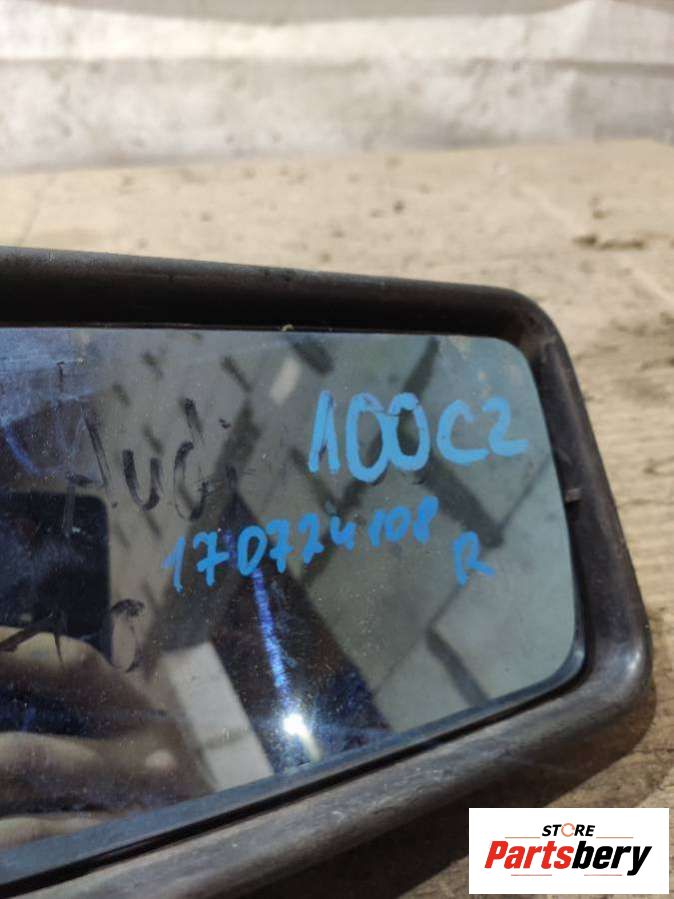 Audi 100C2
170724108
R
STORE
Partsbery